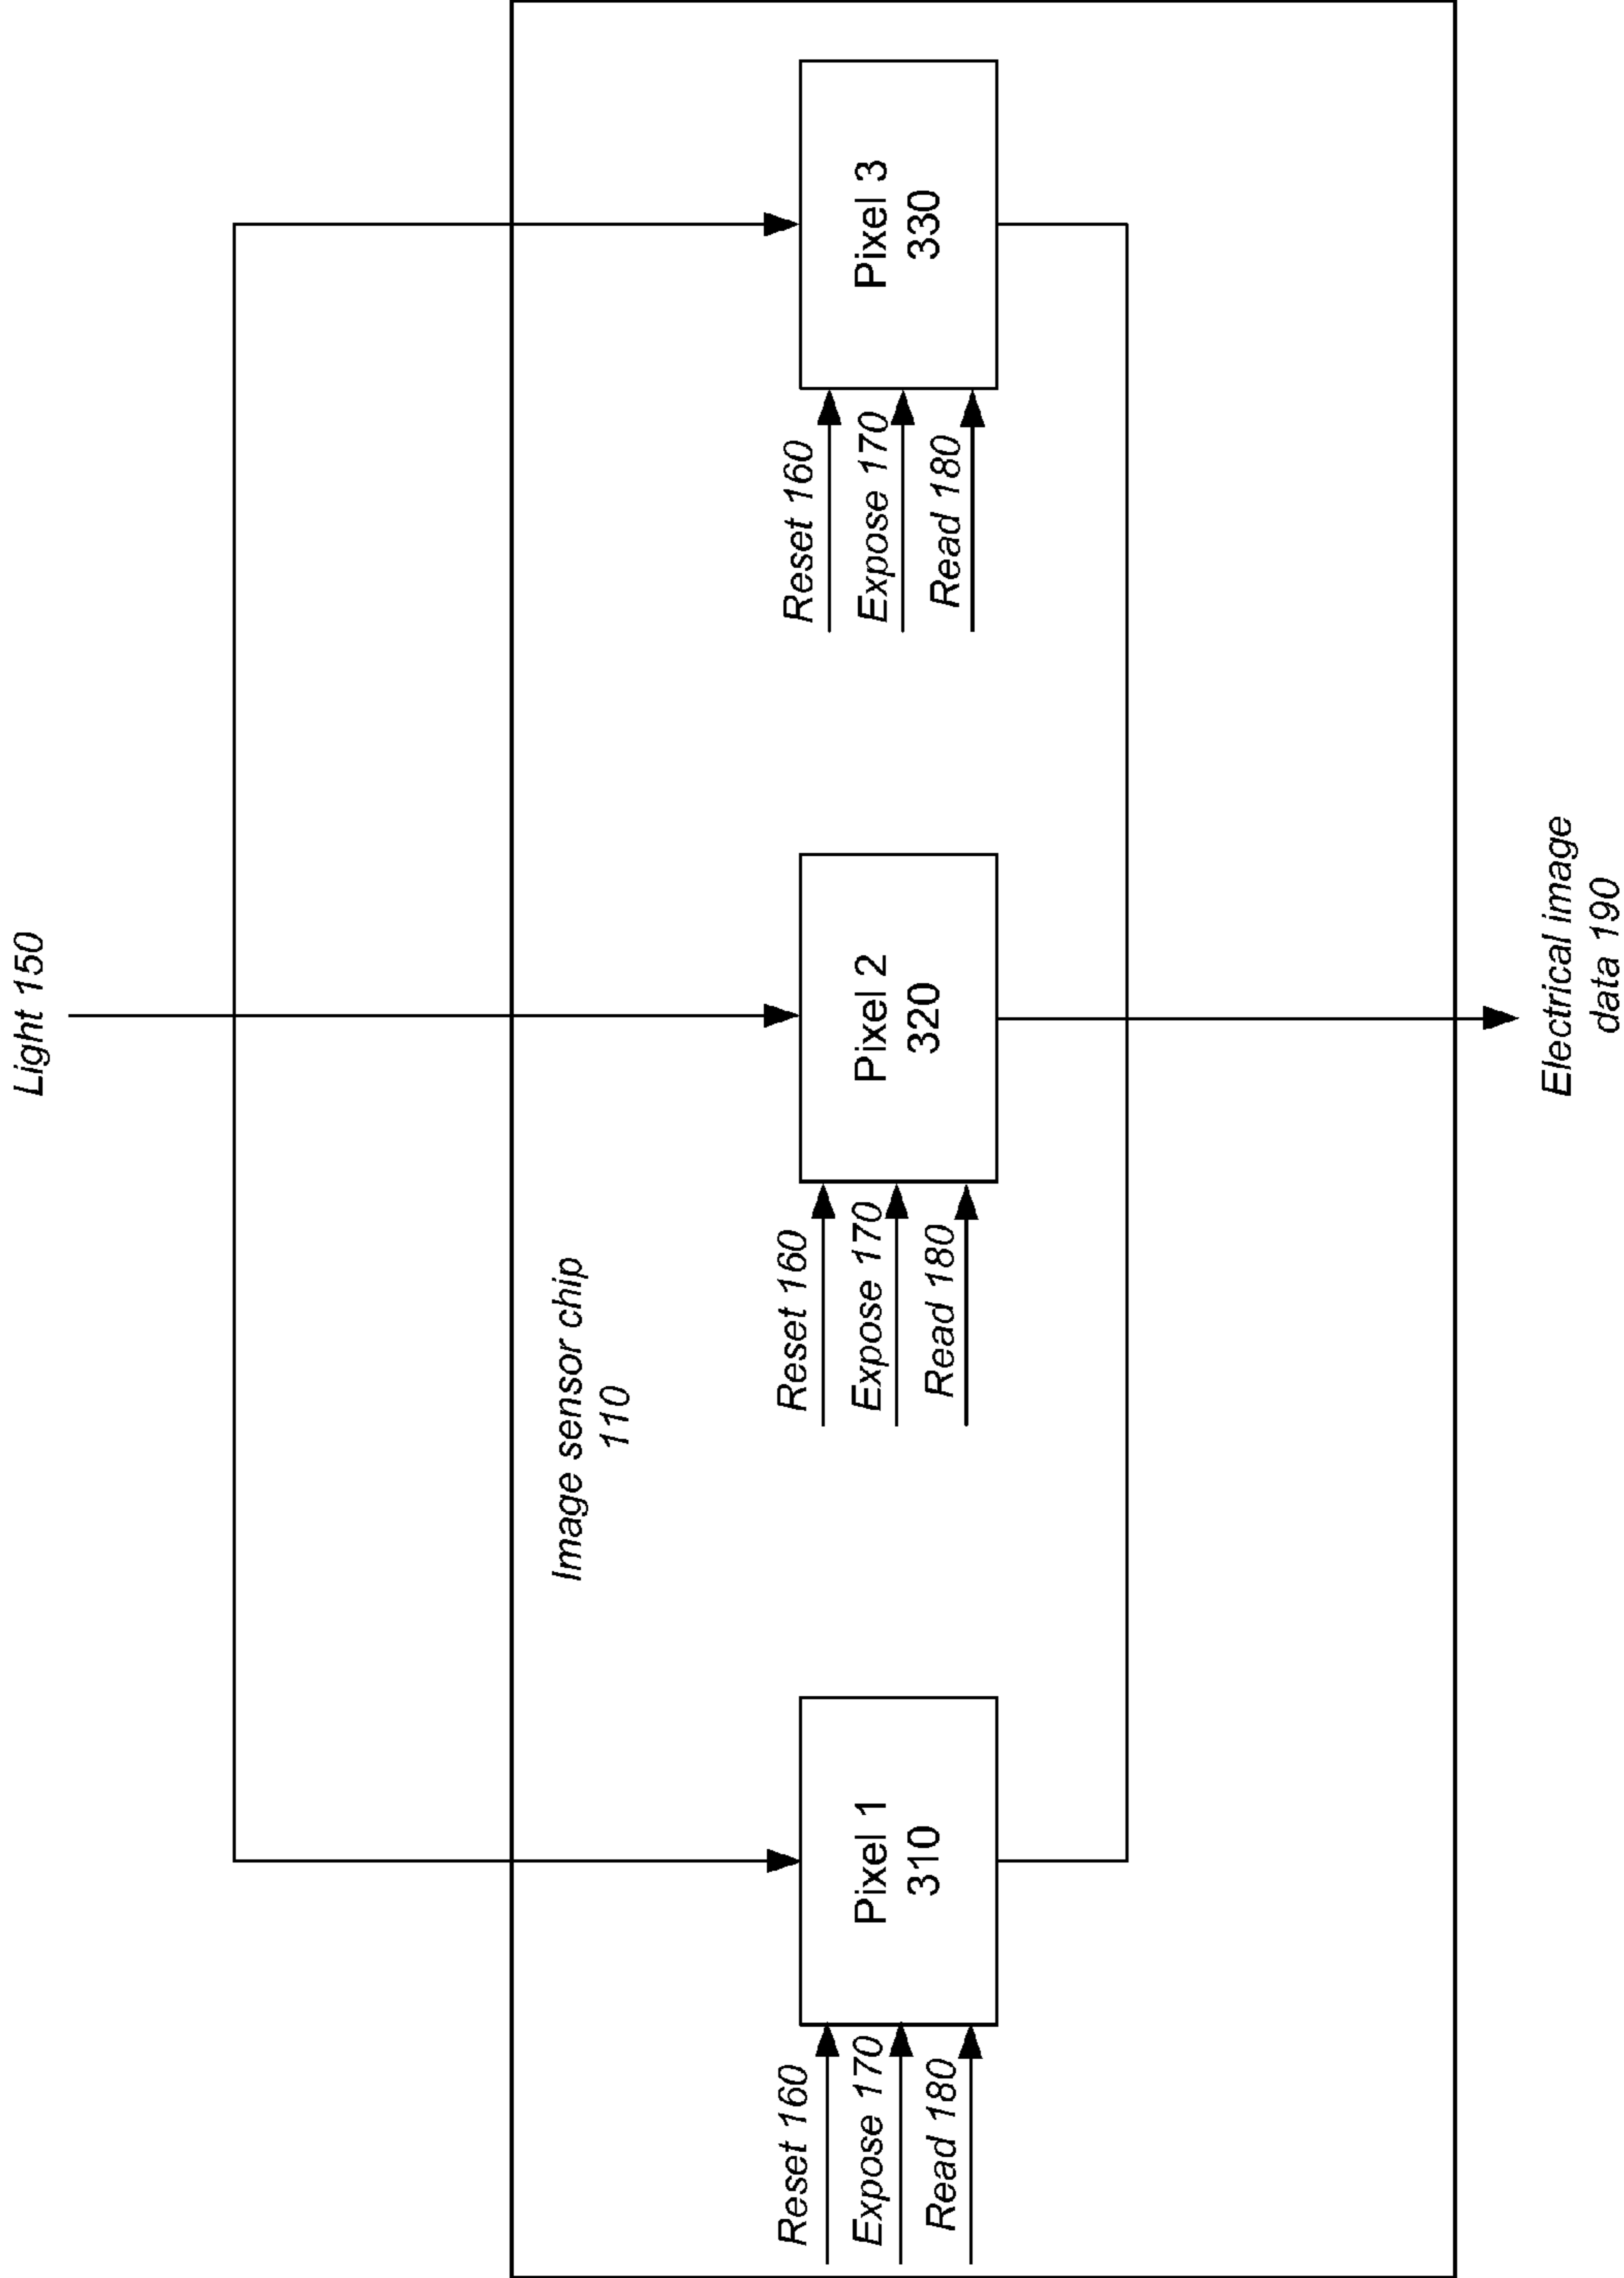 Light 150
Image sensor chip
110
Reset 160
Expose 170
Read 180
Pixel 1
310
Reset 160
Expose 170
Read 180
Pixel 2
320
Reset 160
Expose 170
Read 180
Pixel 3
330
Electrical image
data 190